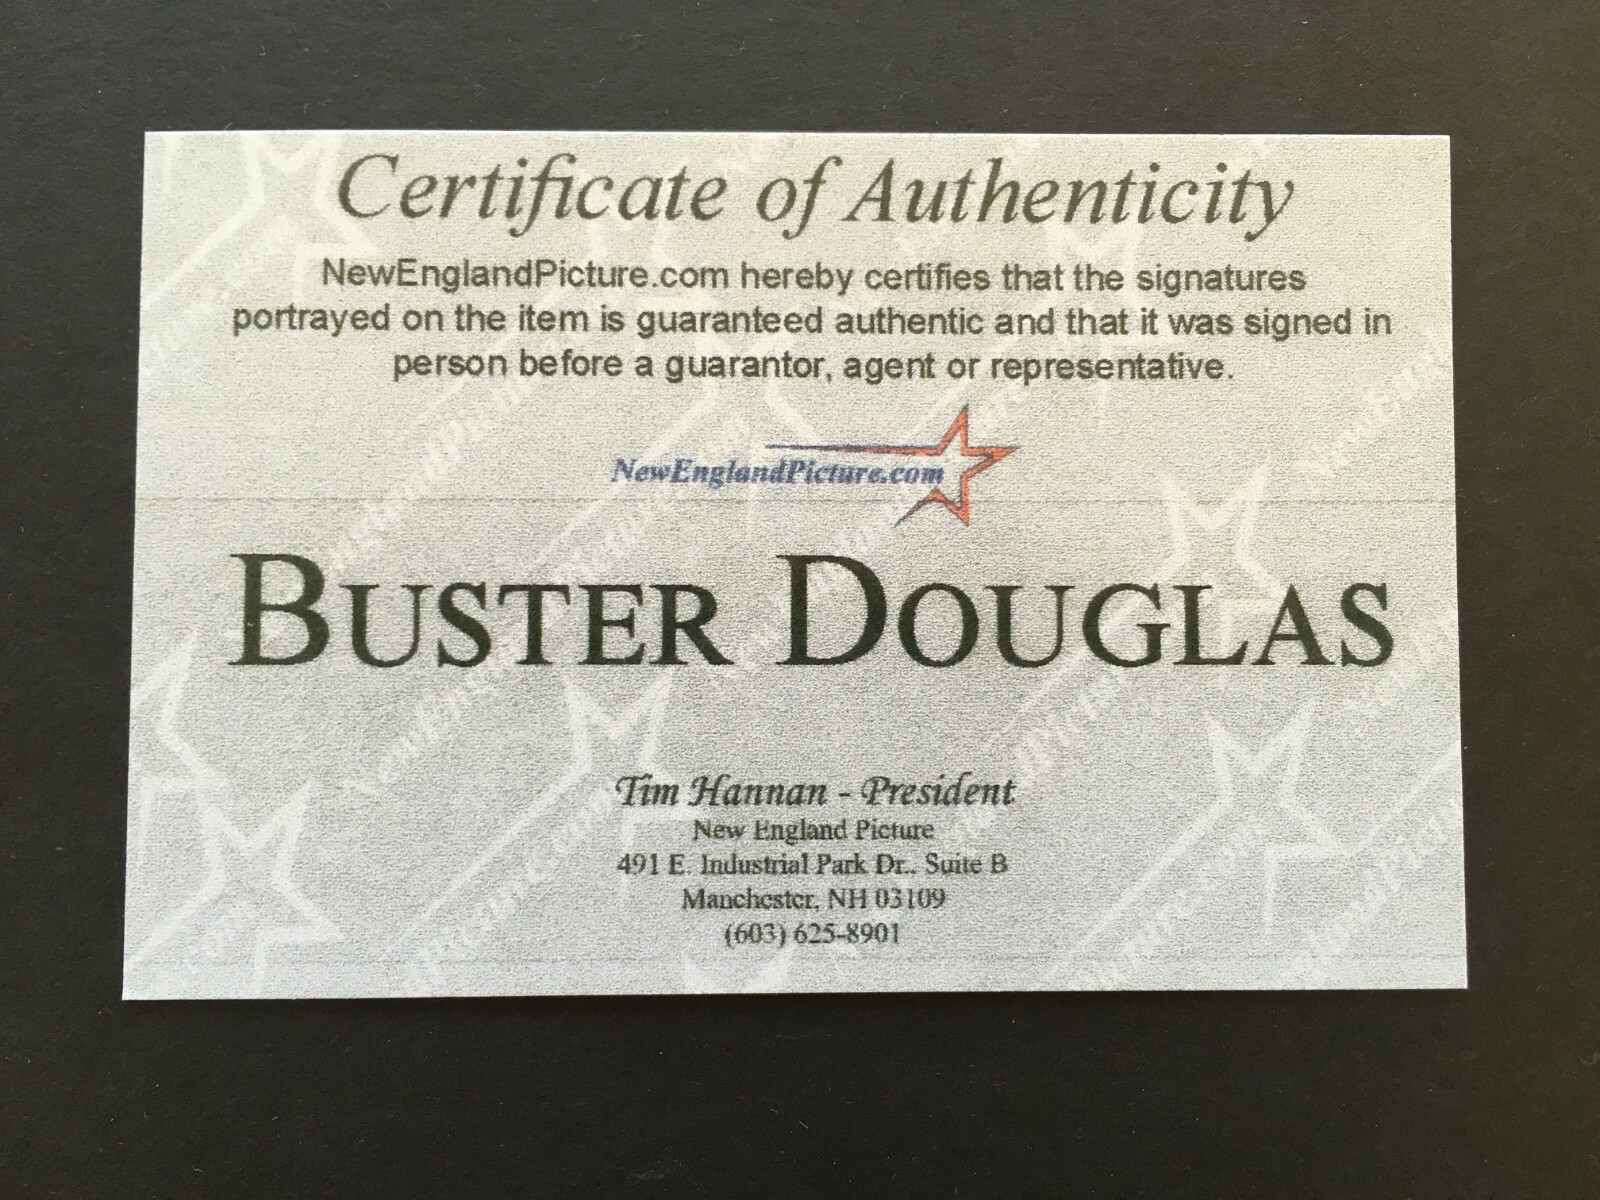 Certificate of Authenticity
NewEnglandPicture.com hereby certifies that the signatures
portrayed on the item is guaranteed authentic and that it was signed in
person before a guarantor, agent or representative.
NewEnglandPicture.com
BUSTER DOUGLAS
Tim Hannan - President
New England Picture
491 E. Industrial Park Dr., Suite B
Manchester, NH 03109
(603) 625-8901